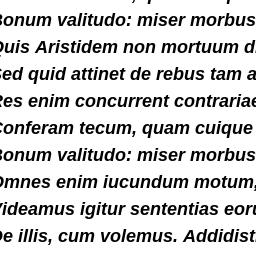 Bonum valitudo: miser morbus
Quis Aristidem non mortuum d
Sed quid attinet de rebus tam a
Res enim concurrent contrariae
Conferam tecum, quam cuique
Bonum valitudo: miser morbus
Omnes enim iucundum motum,
Videamus igitur sententias eoru
De illis, cum volemus. Addidisti